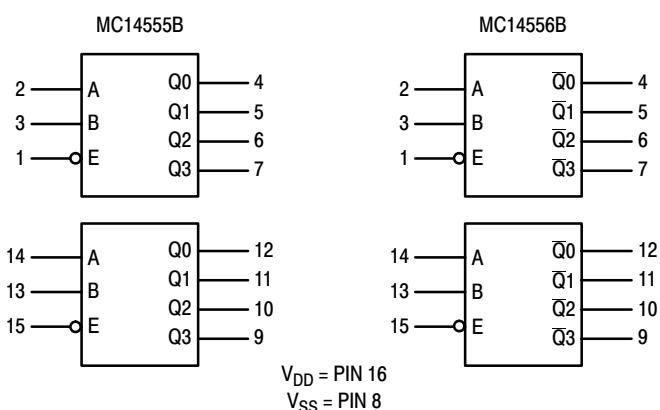 MC14555B
2 A Q0 4
Q1 5
3 B Q2 6
1 E Q3 7
14 A Q0 12
Q1 11
13 B Q2 10
15 E Q3 9
MC14556B
2 A Q̅0 4
Q̅1 5
3 B Q̅2 6
1 E Q̅3 7
14 A Q̅0 12
Q̅1 11
13 B Q̅2 10
15 E Q̅3 9
VDD = PIN 16
VSS = PIN 8